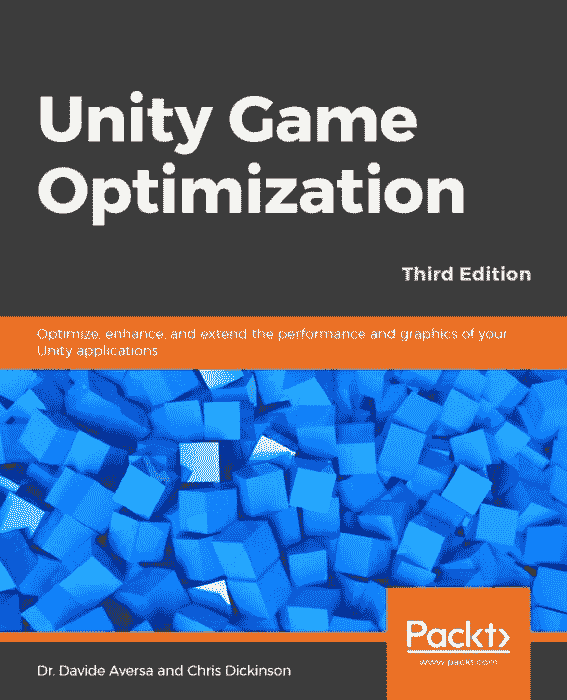 Unity Game
Optimization
Third Edition
Optimize, enhance, and extend the performance and graphics of your
Unity applications
Packt>
www.packt.com
Dr. Davide Aversa and Chris Dickinson